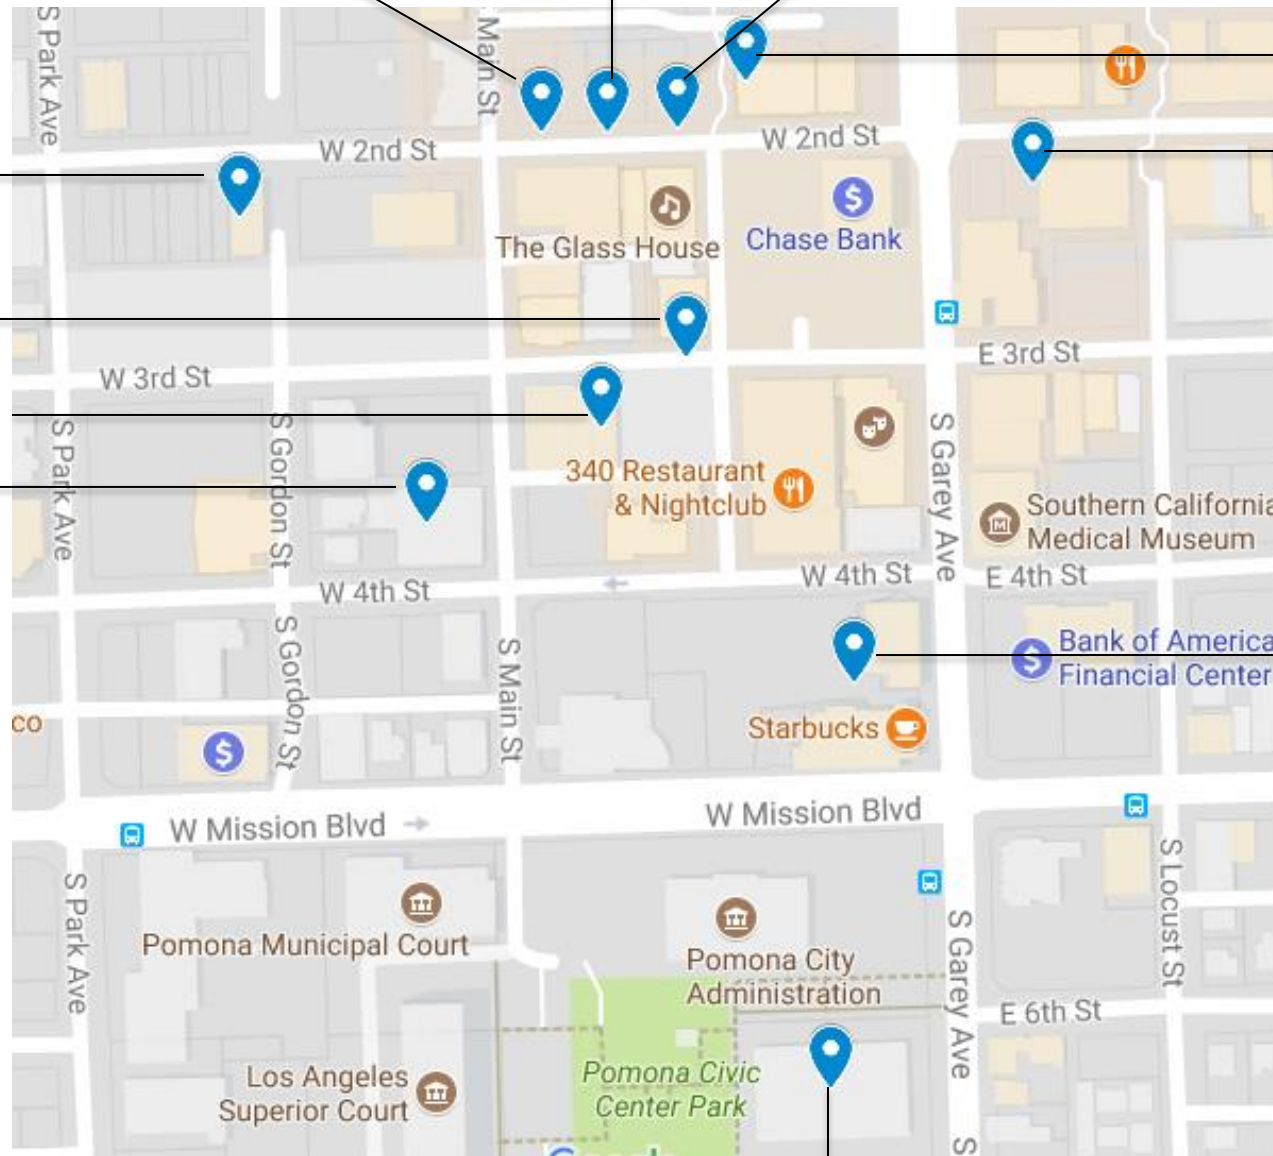 S Park Ave
Main St
W 2nd St
W 2nd St
The Glass House
Chase Bank
W 3rd St
E 3rd St
S Park Ave
S Gordon St
S Garey Ave
340 Restaurant
& Nightclub
Southern California
Medical Museum
W 4th St
W 4th St
E 4th St
S Gordon St
S Main St
Bank of America
Financial Center
co
Starbucks
W Mission Blvd
W Mission Blvd
S Park Ave
S Locust St
Pomona Municipal Court
S Garey Ave
Pomona City
Administration
E 6th St
Los Angeles
Superior Court
Pomona Civic
Center Park
S